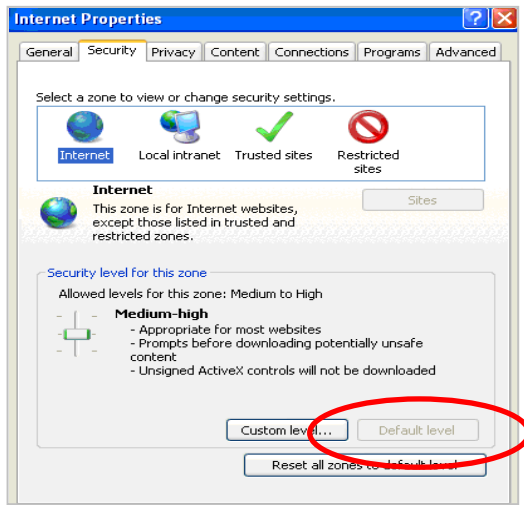 Internet Properties
General Security Privacy Content Connections Programs Advanced
Select a zone to view or change security settings.
Internet Local intranet Trusted sites Restricted
sites
Internet
Sites
This zone is for Internet websites,
except those listed in trusted and
restricted zones.
Security level for this zone
Allowed levels for this zone: Medium to High
Medium-high
- Appropriate for most websites
- Prompts before downloading potentially unsafe
content
- Unsigned ActiveX controls will not be downloaded
Custom level... Default level
Reset all zones to default level